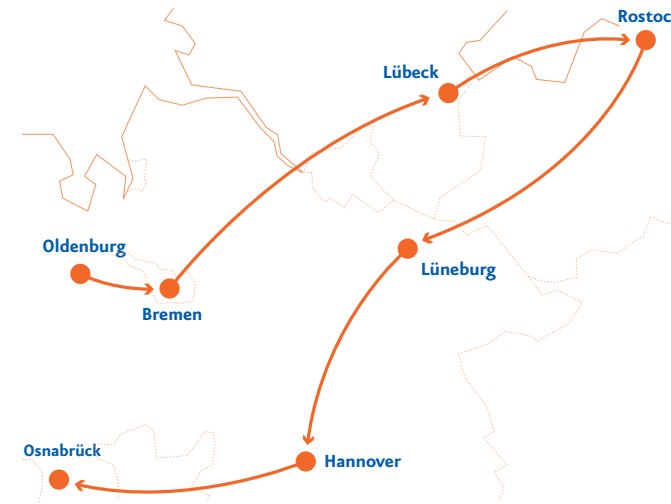 Rostoc
Lübeck
Oldenburg
Lüneburg
Bremen
Osnabrück
Hannover